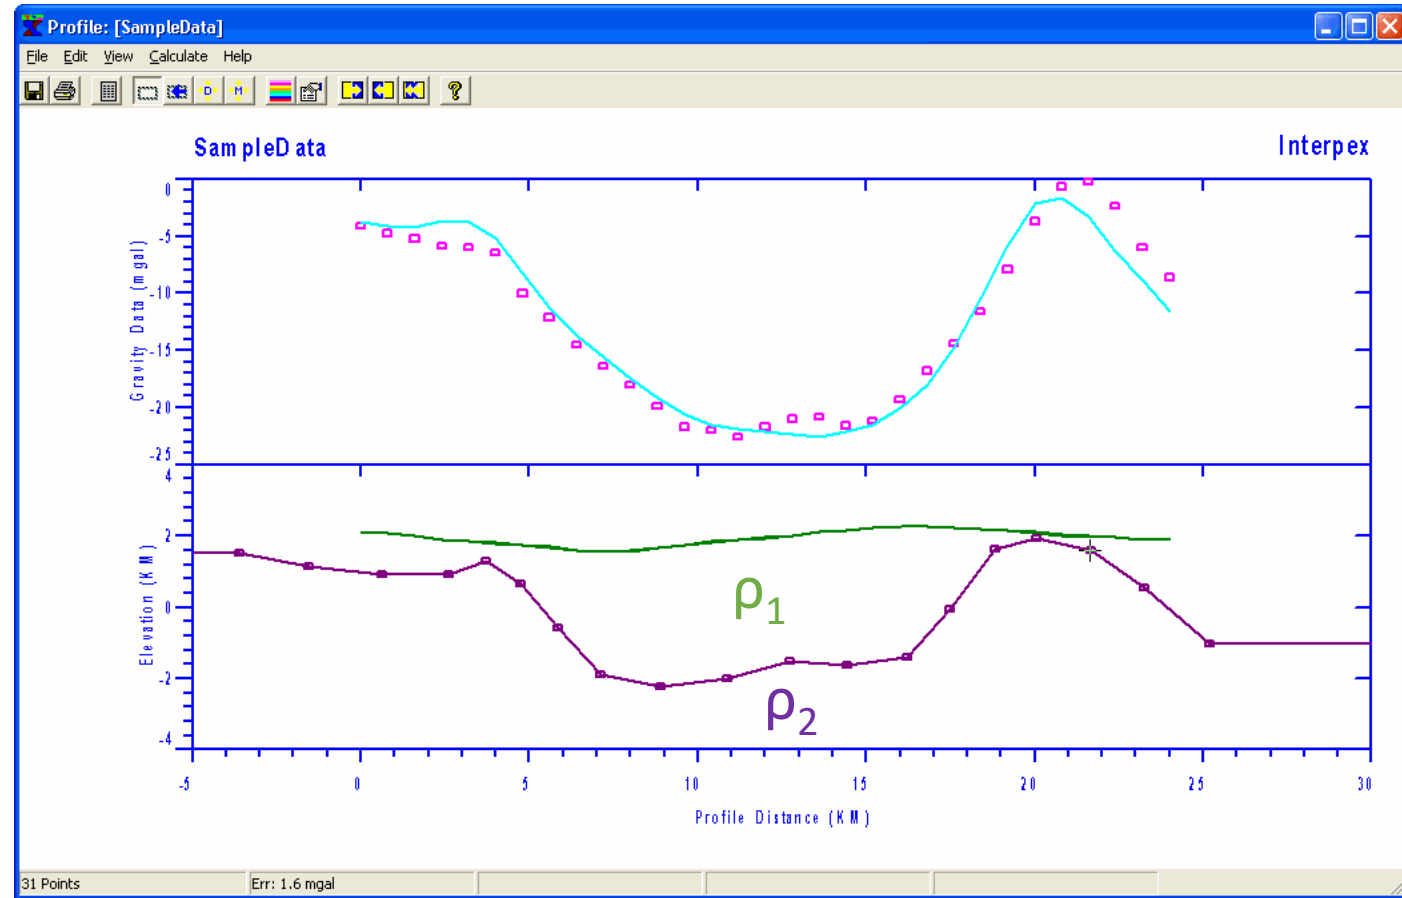 Profile: [SampleData]
File Edit View Calculate Help
D M ?
SampleData Interpex
0
-5
-10
-15
-20
-25
Gravity Data (mgal)
4
2
0
-2
-4
Elevation (KM)
ρ1
ρ2
-5 0 5 10 15 20 25 30
Profile Distance (KM)
31 Points Err: 1.6 mgal